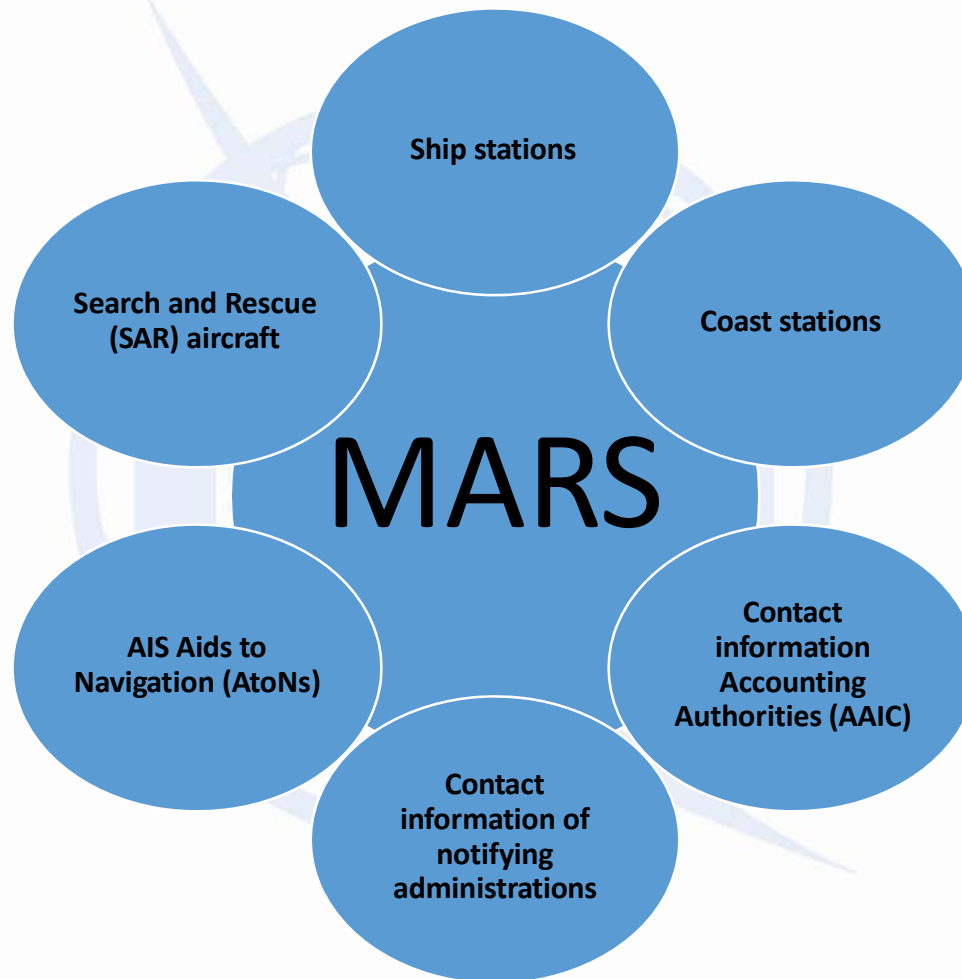 Ship stations
Search and Rescue
(SAR) aircraft
Coast stations
MARS
AIS Aids to
Navigation (AtoNs)
Contact
information
Accounting
Authorities (AAIC)
Contact
information of
notifying
administrations